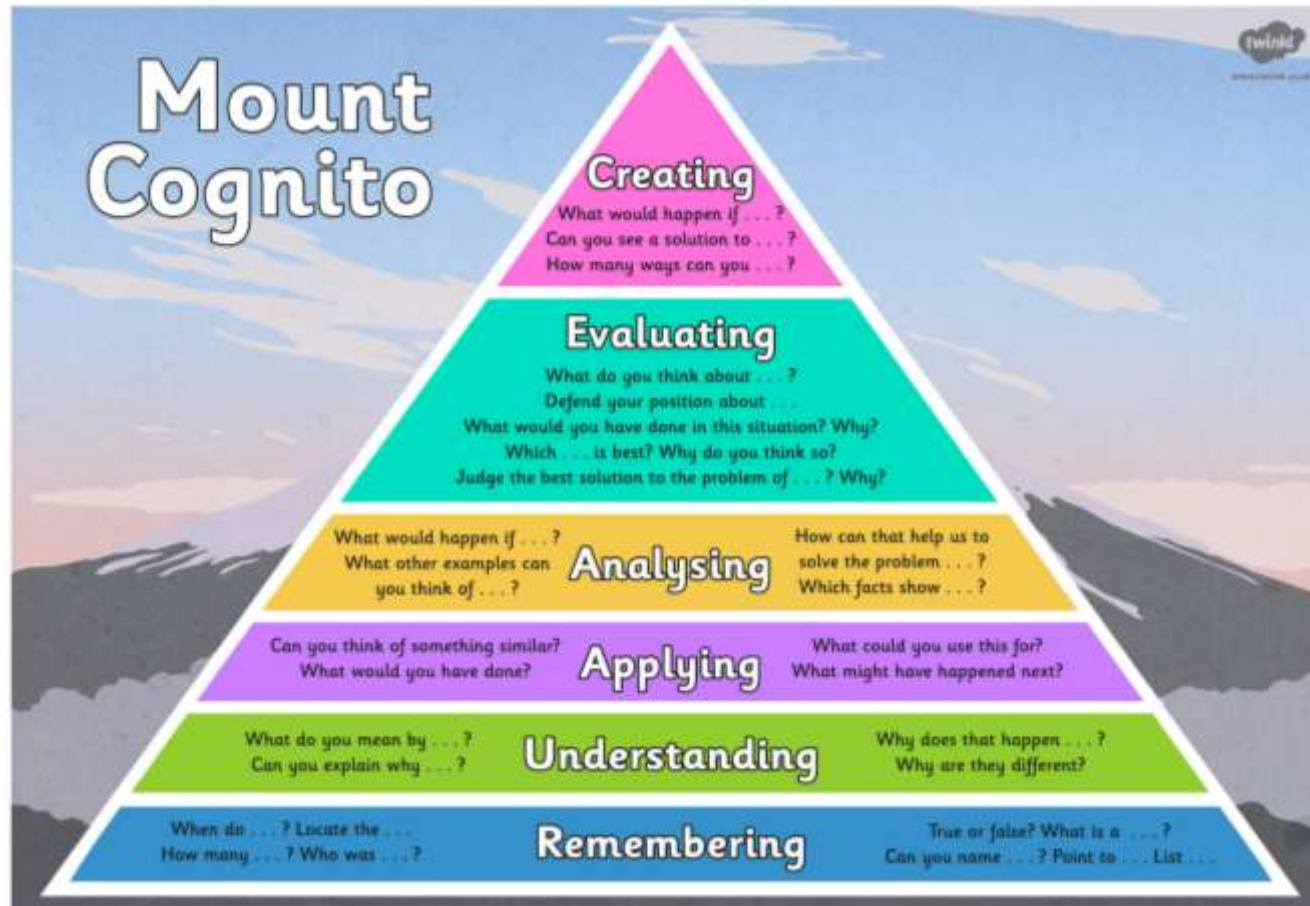 Mount
Cognito
twinkl
Creating
What would happen if . . . ?
Can you see a solution to . . . ?
How many ways can you . . . ?
Evaluating
What do you think about . . . ?
Defend your position about . . .
What would you have done in this situation? Why?
Which . . . is best? Why do you think so?
Judge the best solution to the problem of . . . ? Why?
What would happen if . . . ?
What other examples can
you think of . . . ?
Analysing
How can that help us to
solve the problem . . . ?
Which facts show . . . ?
Can you think of something similar?
What would you have done?
Applying
What could you use this for?
What might have happened next?
What do you mean by . . . ?
Can you explain why . . . ?
Understanding
Why does that happen . . . ?
Why are they different?
When do . . . ? Locate the . . .
How many . . . ? Who was . . . ?
Remembering
True or false? What is a . . . ?
Can you name . . . ? Point to . . . List . . .